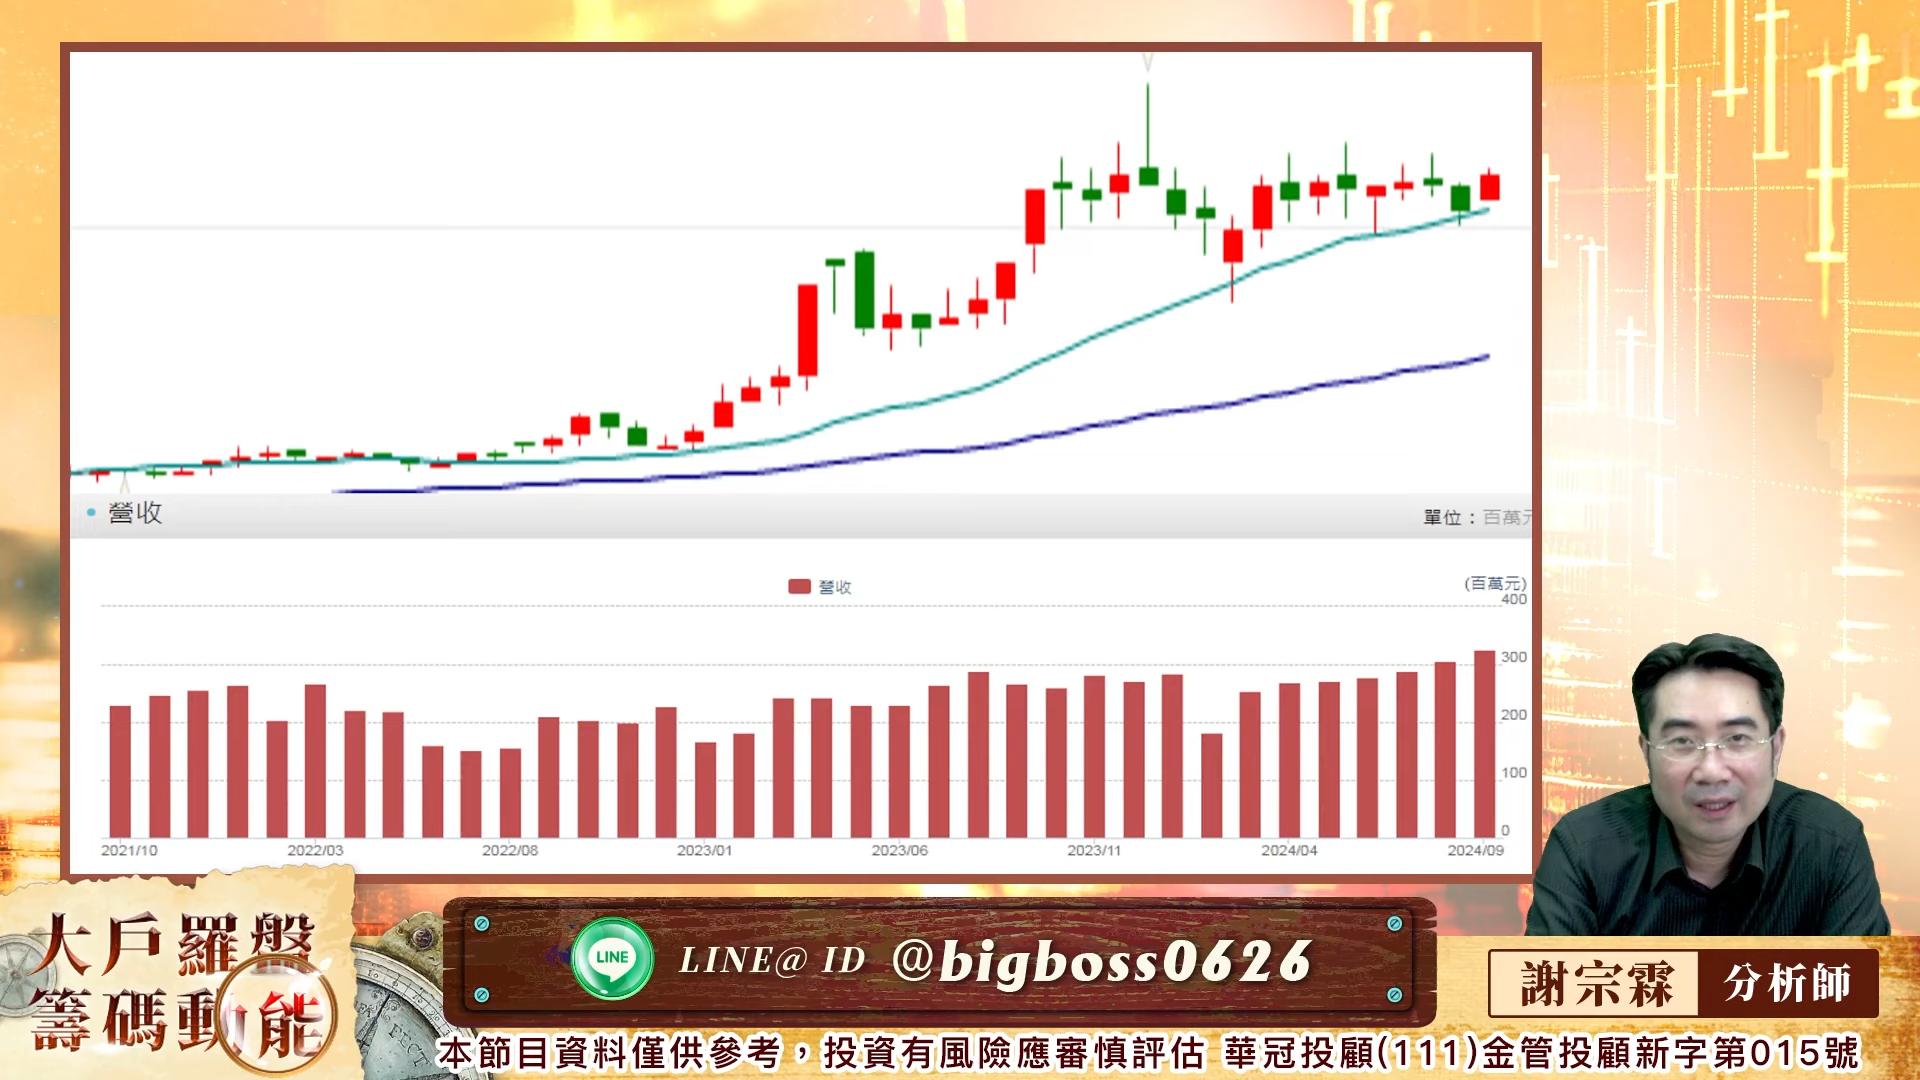 營收
單位：百萬元
營收
(百萬元)
400
300
200
100
0
2021/10
2022/03
2022/08
2023/01
2023/06
2023/11
2024/04
2024/09
大戶羅盤
籌碼動能
LINE
LINE@ ID @bigboss0626
謝宗霖 分析師
本節目資料僅供參考，投資有風險應審慎評估 華冠投顧(111)金管投顧新字第015號